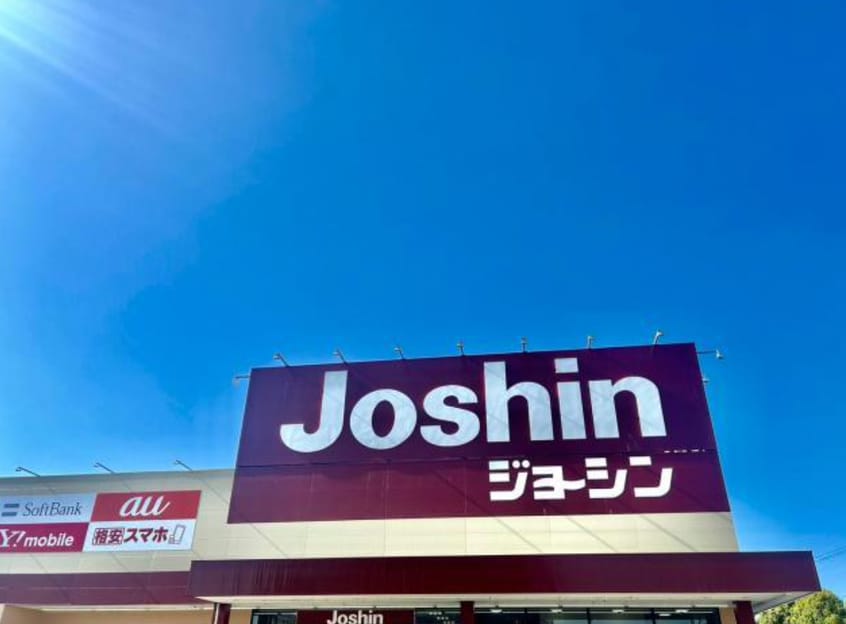 Joshin
ジョーシン
SoftBank
au
Y!mobile
格安スマホ
Joshin